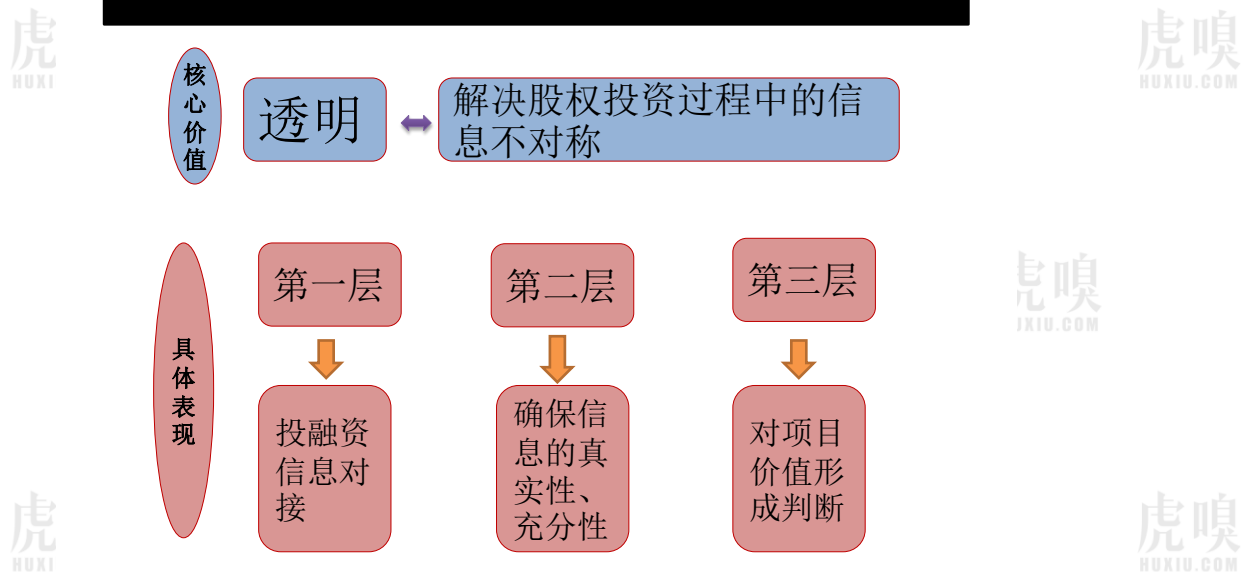 虎
HUXI
虎嗅
HUXIU.COM
核
心
价
值
透明
解决股权投资过程中的信
息不对称
第一层
第二层
第三层
虎嗅
JXIU.COM
具
体
表
现
投融资
信息对
接
确保信
息的真
实性、
充分性
对项目
价值形
成判断
虎
HUXI
虎嗅
HUXIU.COM